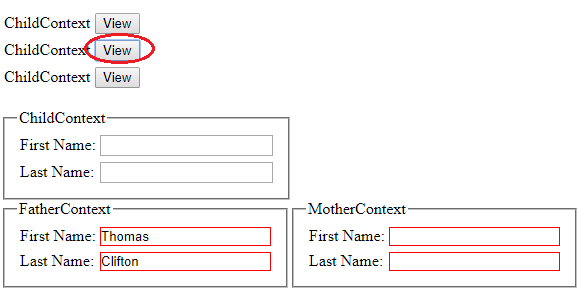 ChildContext View
ChildContext View
ChildContext View
ChildContext
First Name:
Last Name:
FatherContext
First Name: Thomas
Last Name: Clifton
MotherContext
First Name:
Last Name: